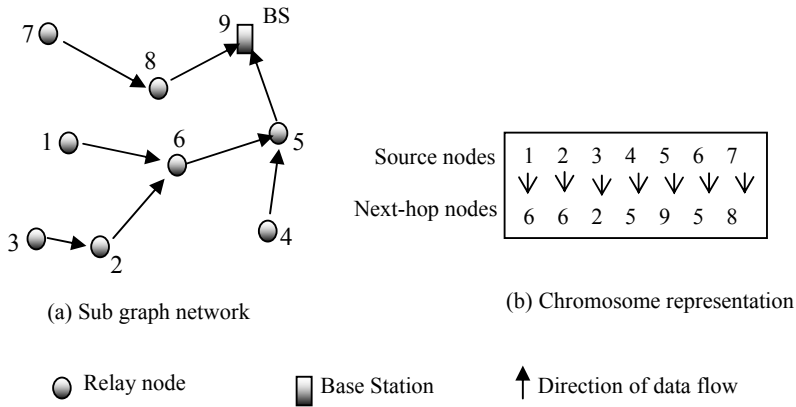 BS
9
7
8
1
6
5
3
2
4
Source nodes 1 2 3 4 5 6 7
Next-hop nodes 6 6 2 5 9 5 8
(a) Sub graph network
(b) Chromosome representation
Relay node
Base Station
Direction of data flow